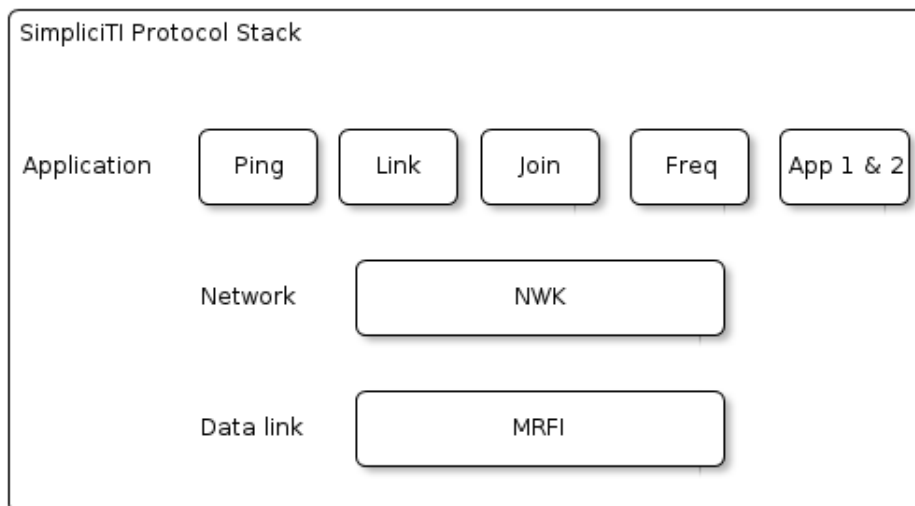 SimpliciTI Protocol Stack
Application Ping Link Join Freq App 1 & 2
Network NWK
Data link MRFI